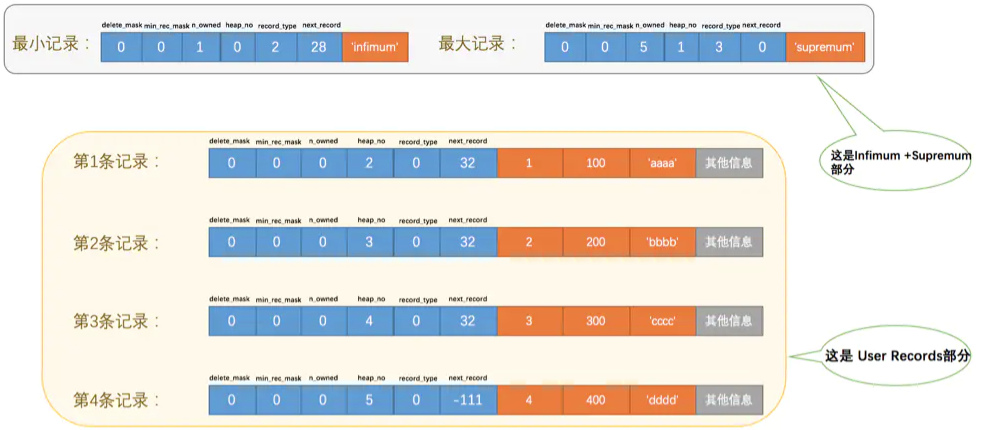 delete_mask min_rec_mask n_owned heap_no record_type next_record
最小记录： 0 0 1 0 2 28 'infimum'
delete_mask min_rec_mask n_owned heap_no record_type next_record
最大记录： 0 0 5 1 3 0 'supremum'
这是Infimum +Supremum
部分
delete_mask min_rec_mask n_owned heap_no record_type next_record
第1条记录： 0 0 0 2 0 32 1 100 'aaaa' 其他信息
delete_mask min_rec_mask n_owned heap_no record_type next_record
第2条记录： 0 0 0 3 0 32 2 200 'bbbb' 其他信息
delete_mask min_rec_mask n_owned heap_no record_type next_record
第3条记录： 0 0 0 4 0 32 3 300 'cccc' 其他信息
这是 User Records部分
delete_mask min_rec_mask n_owned heap_no record_type next_record
第4条记录： 0 0 0 5 0 -111 4 400 'dddd' 其他信息